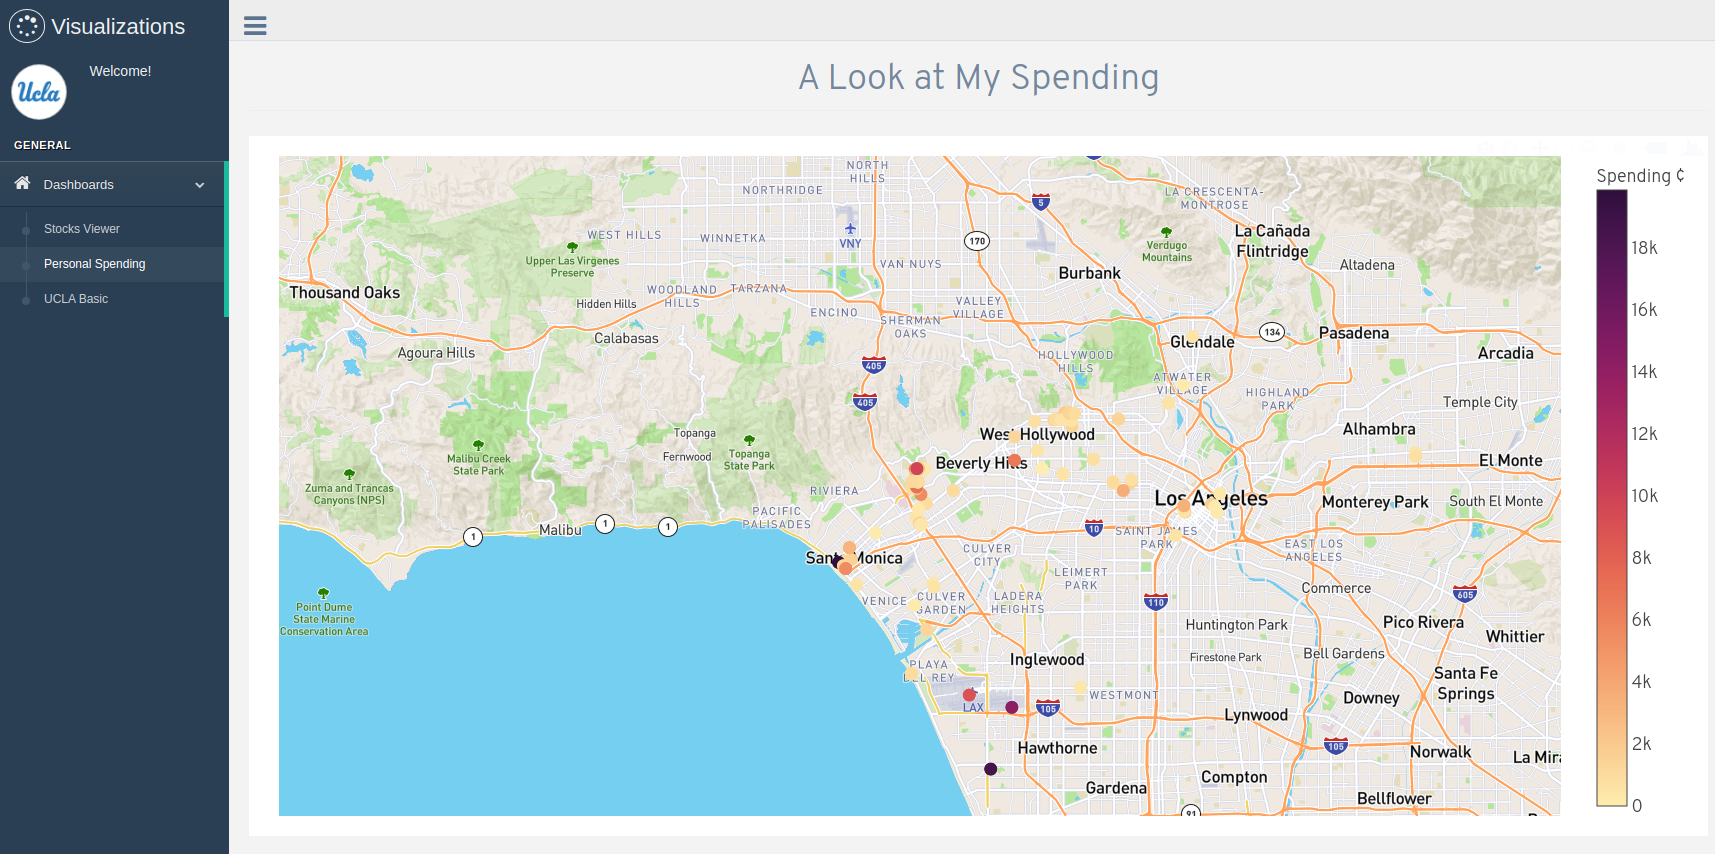 Visualizations
Welcome!
Ucla
GENERAL
Dashboards
Stocks Viewer
Personal Spending
UCLA Basic
A Look at My Spending
NORTH
HILLS
NORTHRIDGE
LA CRESCENTA-
MONTROSE
5
WEST HILLS
WINNETKA
VNY
170
La Cañada
Flintridge
Verdugo
Mountains
Upper Las Virgenes
Preserve
VAN NUYS
Burbank
Altadena
Thousand Oaks
Hidden Hills
WOODLAND
HILLS
TARZANA
ENCINO
VALLEY
VILLAGE
SHERMAN
OAKS
134
Pasadena
Glendale
Calabasas
Agoura Hills
HOLLYWOOD
HILLS
Arcadia
405
ATWATER
VILLAGE
405
HIGHLAND
PARK
Temple City
Topanga
Fernwood
Topanga
State Park
West Hollywood
Alhambra
Malibu Creek
State Park
Beverly Hills
El Monte
Zuma and Trancas
Canyons (NPS)
RIVIERA
Los Angeles
Monterey Park
South El Monte
PACIFIC
PALISADES
1
Malibu
1
1
10
SAINT JAMES
PARK
EAST LOS
ANGELES
Santa Monica
CULVER
CITY
LEIMERT
PARK
Commerce
605
Point Dume
State Marine
Conservation Area
VENICE
CULVER
GARDEN
LADERA
HEIGHTS
110
Huntington Park
Pico Rivera
Whittier
Inglewood
Firestone Park
Bell Gardens
PLAYA
DEL REY
Santa Fe
Springs
LAX
105
WESTMONT
Downey
Lynwood
Hawthorne
105
Norwalk
La Mira
Compton
Gardena
Bellflower
91
Spending ₵
18k
16k
14k
12k
10k
8k
6k
4k
2k
0